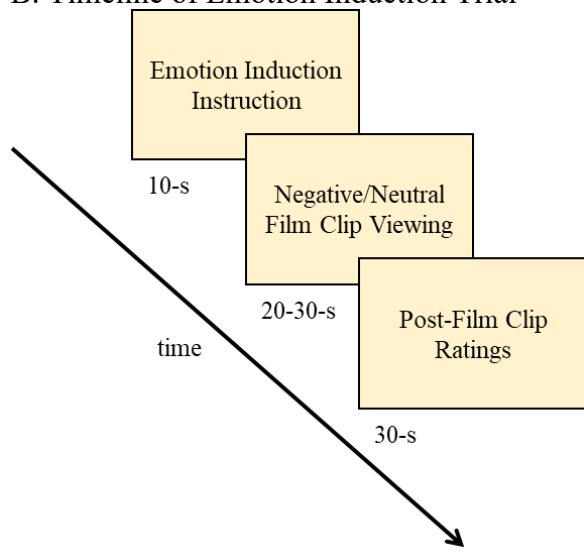 B. Timeline of Emotion Induction Trial
Emotion Induction
Instruction
10-s
Negative/Neutral
Film Clip Viewing
20-30-s
Post-Film Clip
Ratings
30-s
time